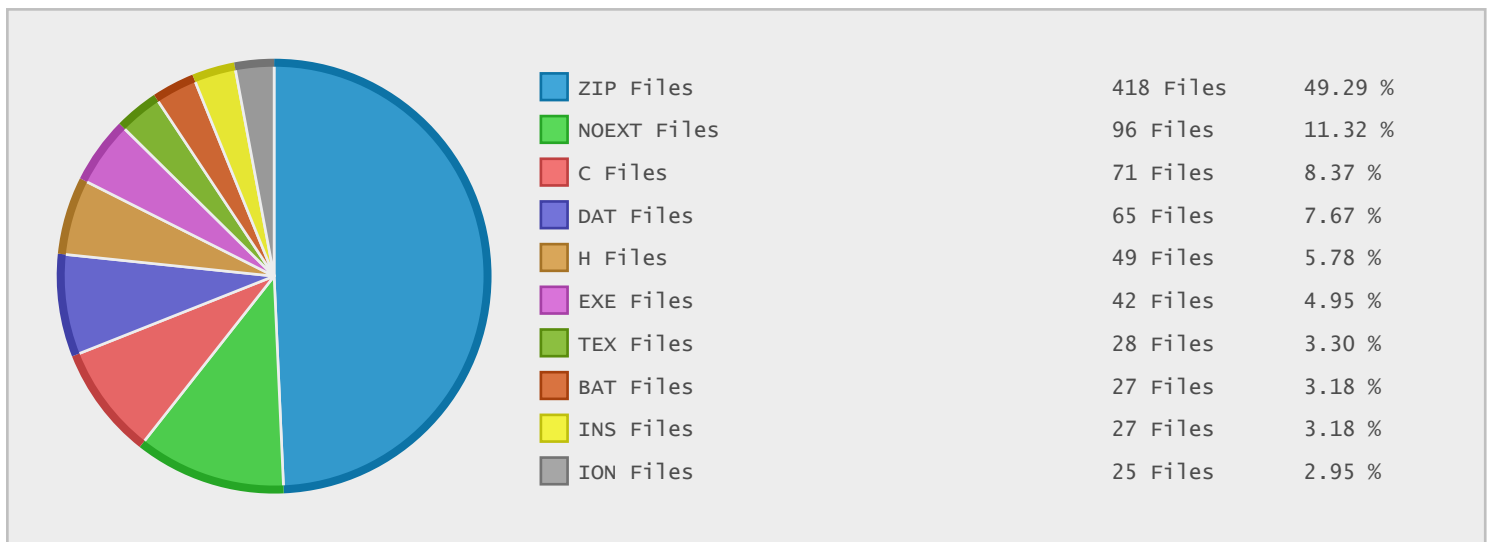 ZIP Files 418 Files 49.29 %
NOEXT Files 96 Files 11.32 %
C Files 71 Files 8.37 %
DAT Files 65 Files 7.67 %
H Files 49 Files 5.78 %
EXE Files 42 Files 4.95 %
TEX Files 28 Files 3.30 %
BAT Files 27 Files 3.18 %
INS Files 27 Files 3.18 %
ION Files 25 Files 2.95 %